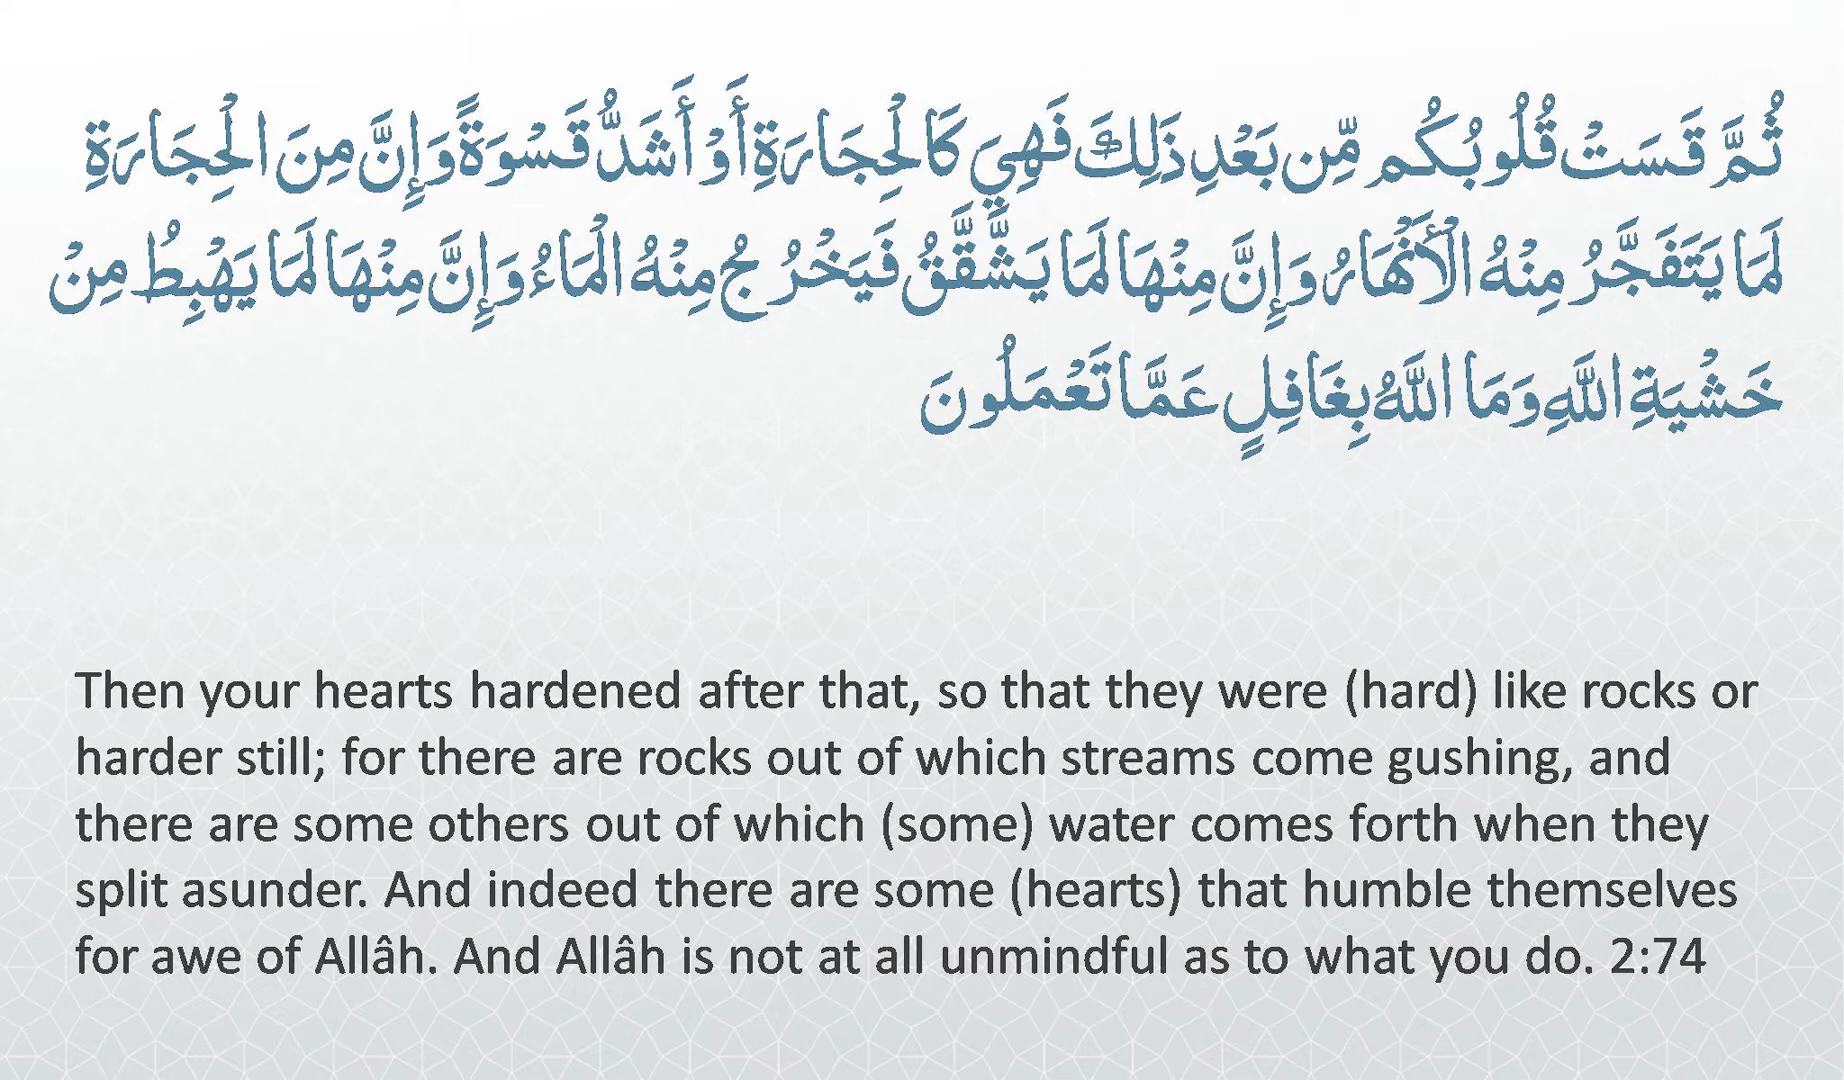 ثُمَّ قَسَتْ قُلُوبُكُم مِّن بَعْدِ ذَلِكَ فَهِيَ كَالْحِجَارَةِ أَوْ أَشَدُّ قَسْوَةً وَإِنَّ مِنَ الْحِجَارَةِ
لَمَا يَتَفَجَّرُ مِنْهُ الْأَنْهَارُ وَإِنَّ مِنْهَا لَمَا يَشَّقَّقُ فَيَخْرُجُ مِنْهُ الْمَاءُ وَإِنَّ مِنْهَا لَمَا يَهْبِطُ مِنْ
خَشْيَةِ اللَّهِ وَمَا اللَّهُ بِغَافِلٍ عَمَّا تَعْمَلُونَ
Then your hearts hardened after that, so that they were (hard) like rocks or
harder still; for there are rocks out of which streams come gushing, and
there are some others out of which (some) water comes forth when they
split asunder. And indeed there are some (hearts) that humble themselves
for awe of Allâh. And Allâh is not at all unmindful as to what you do. 2:74